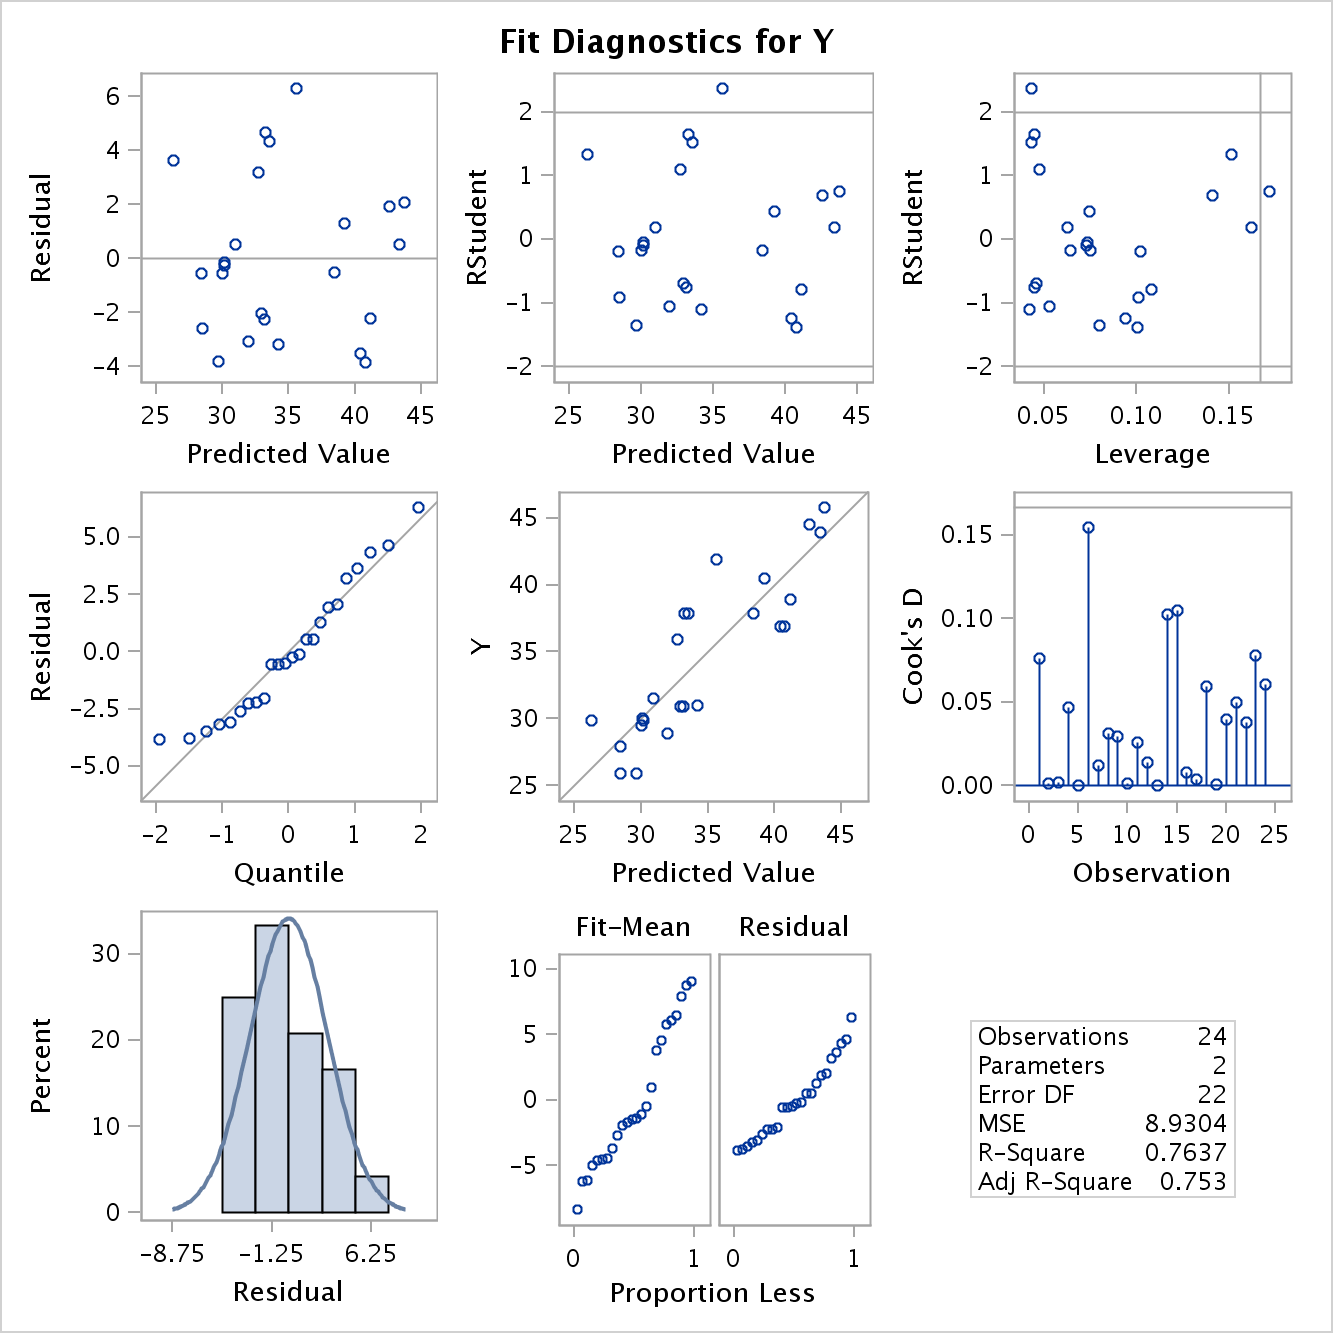 Fit Diagnostics for Y
Residual
6
4
2
0
−2
−4
25 30 35 40 45
Predicted Value
RStudent
2
1
0
−1
−2
25 30 35 40 45
Predicted Value
RStudent
2
1
0
−1
−2
0.05 0.10 0.15
Leverage
Residual
5.0
2.5
0.0
−2.5
−5.0
−2 −1 0 1 2
Quantile
Y
45
40
35
30
25
25 30 35 40 45
Predicted Value
Cook's D
0.15
0.10
0.05
0.00
0 5 10 15 20 25
Observation
Percent
30
20
10
0
−8.75 −1.25 6.25
Residual
Fit−Mean Residual
10
5
0
−5
0 1 0 1
Proportion Less
Observations 24
Parameters 2
Error DF 22
MSE 8.9304
R−Square 0.7637
Adj R−Square 0.753